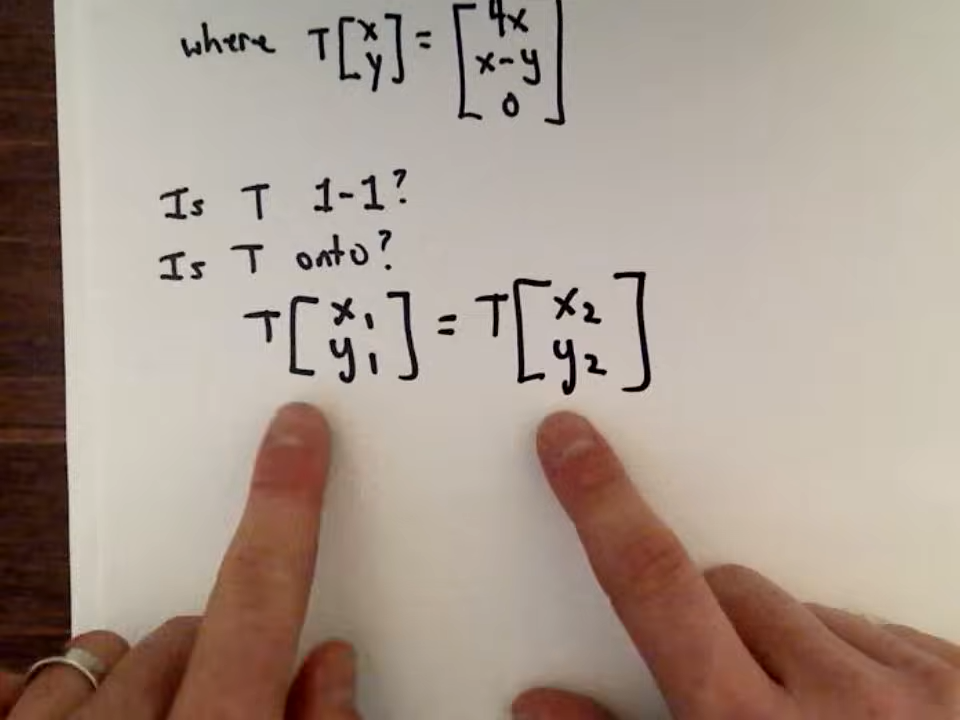 where T[x y] = [4x x-y 0]
Is T 1-1?
Is T onto?
T[x₁ y₁] = T[x₂ y₂]